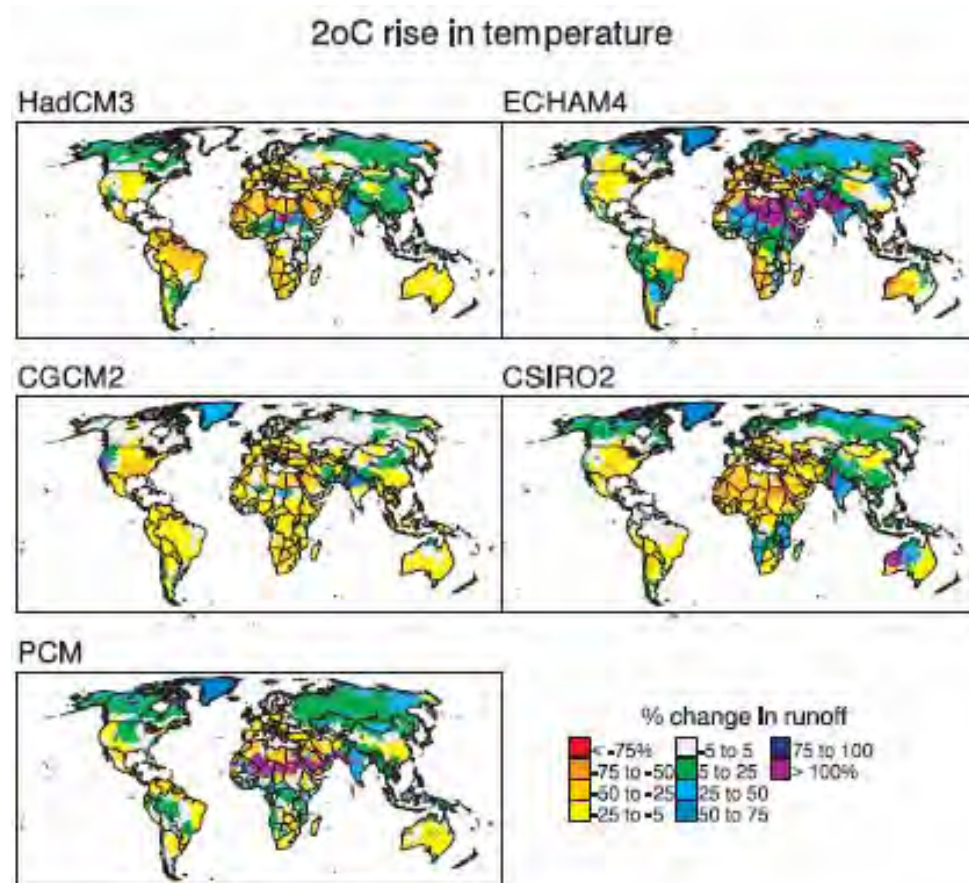 2oC rise in temperature
HadCM3
ECHAM4
CGCM2
CSIRO2
PCM
% change In runoff
< -75%
-75 to -50
-50 to -25
-25 to -5
-5 to 5
5 to 25
25 to 50
50 to 75
75 to 100
> 100%